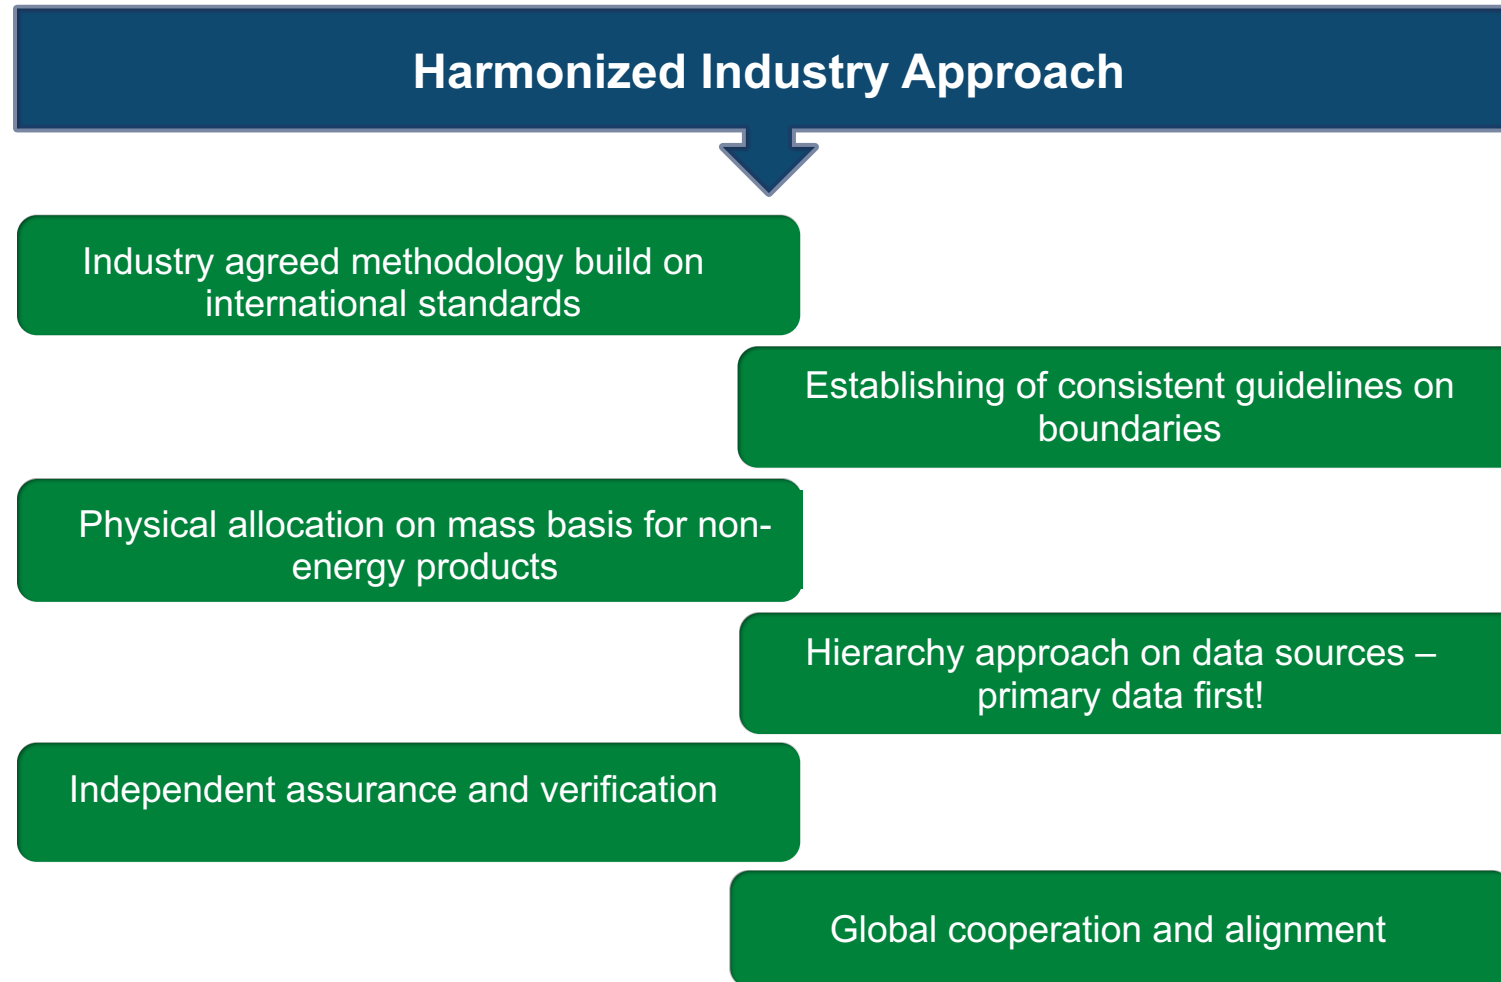 Harmonized Industry Approach
Industry agreed methodology build on
international standards
Establishing of consistent guidelines on
boundaries
Physical allocation on mass basis for non-
energy products
Hierarchy approach on data sources –
primary data first!
Independent assurance and verification
Global cooperation and alignment